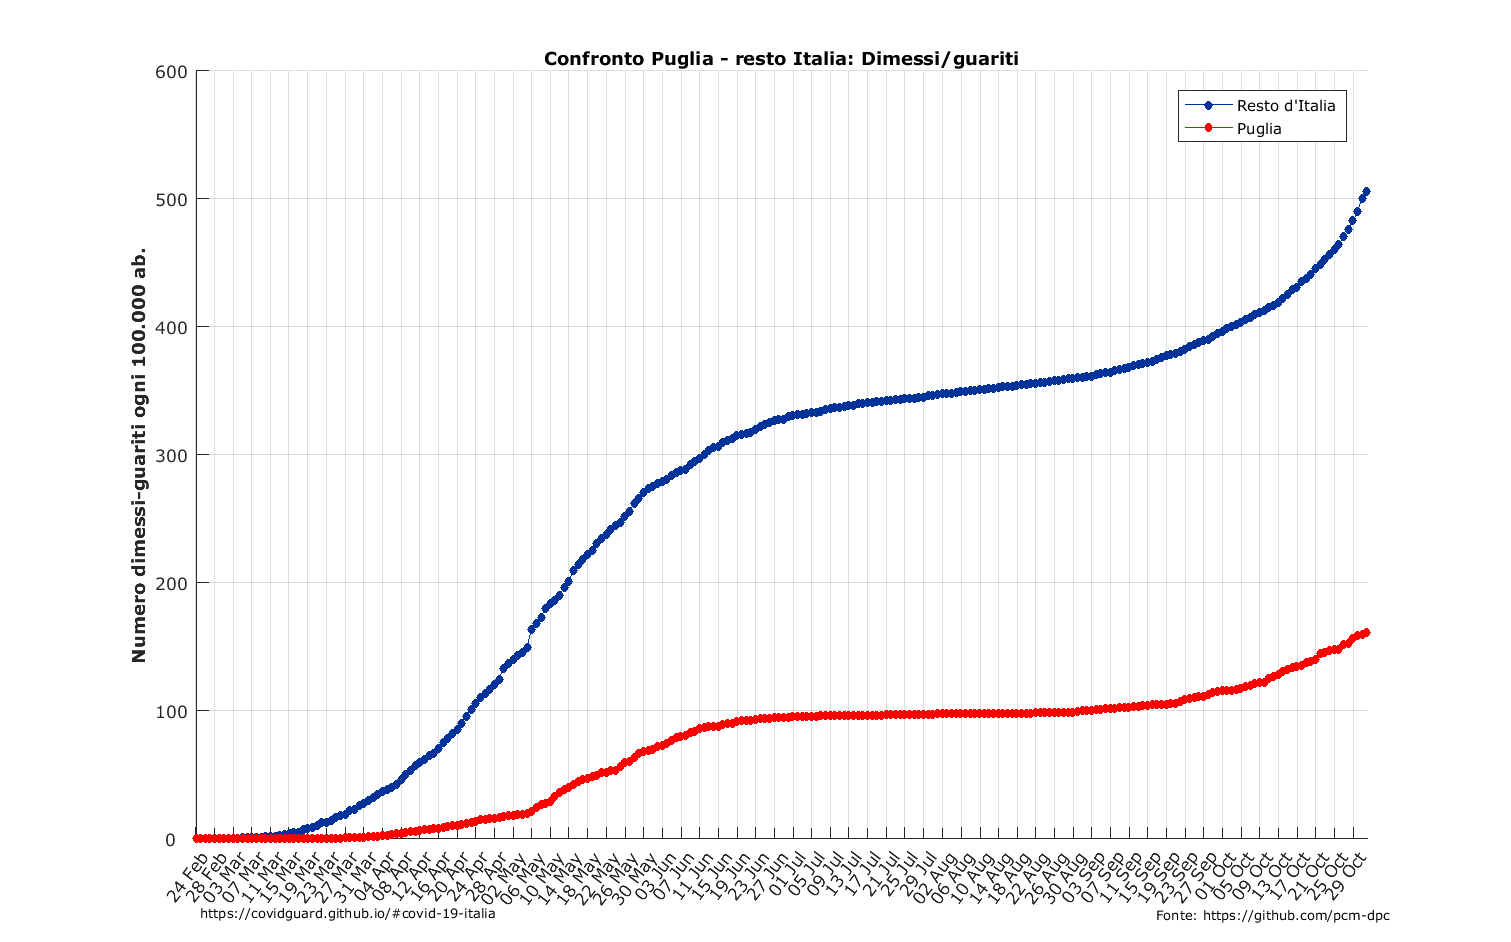 Confronto Puglia - resto Italia: Dimessi/guariti
Resto d'Italia
Puglia
Numero dimessi-guariti ogni 100.000 ab.
600
500
400
300
200
100
0
24 Feb
28 Feb
03 Mar
07 Mar
11 Mar
15 Mar
19 Mar
23 Mar
27 Mar
31 Mar
04 Apr
08 Apr
12 Apr
16 Apr
20 Apr
24 Apr
28 Apr
02 May
06 May
10 May
14 May
18 May
22 May
26 May
30 May
03 Jun
07 Jun
11 Jun
15 Jun
19 Jun
23 Jun
27 Jun
01 Jul
05 Jul
09 Jul
13 Jul
17 Jul
21 Jul
25 Jul
29 Jul
02 Aug
06 Aug
10 Aug
14 Aug
18 Aug
22 Aug
26 Aug
30 Aug
03 Sep
07 Sep
11 Sep
15 Sep
19 Sep
23 Sep
27 Sep
01 Oct
05 Oct
09 Oct
13 Oct
17 Oct
21 Oct
25 Oct
29 Oct
https://covidguard.github.io/#covid-19-italia
Fonte: https://github.com/pcm-dpc